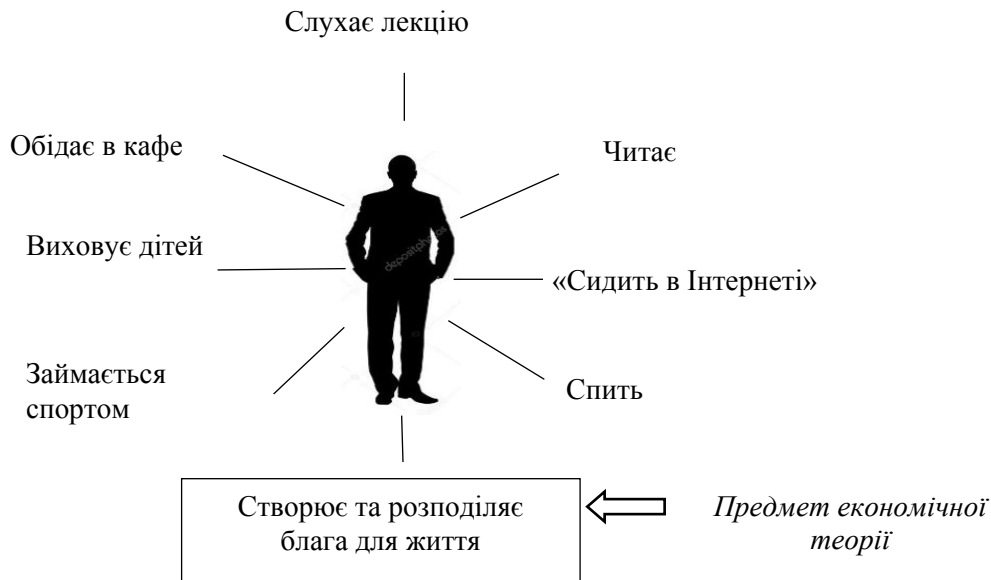 Слухає лекцію
Обідає в кафе
Читає
Виховує дітей
«Сидить в Інтернеті»
Займається
спортом
Спить
Створює та розподіляє
блага для життя
Предмет економічної
теорії
depositphotos